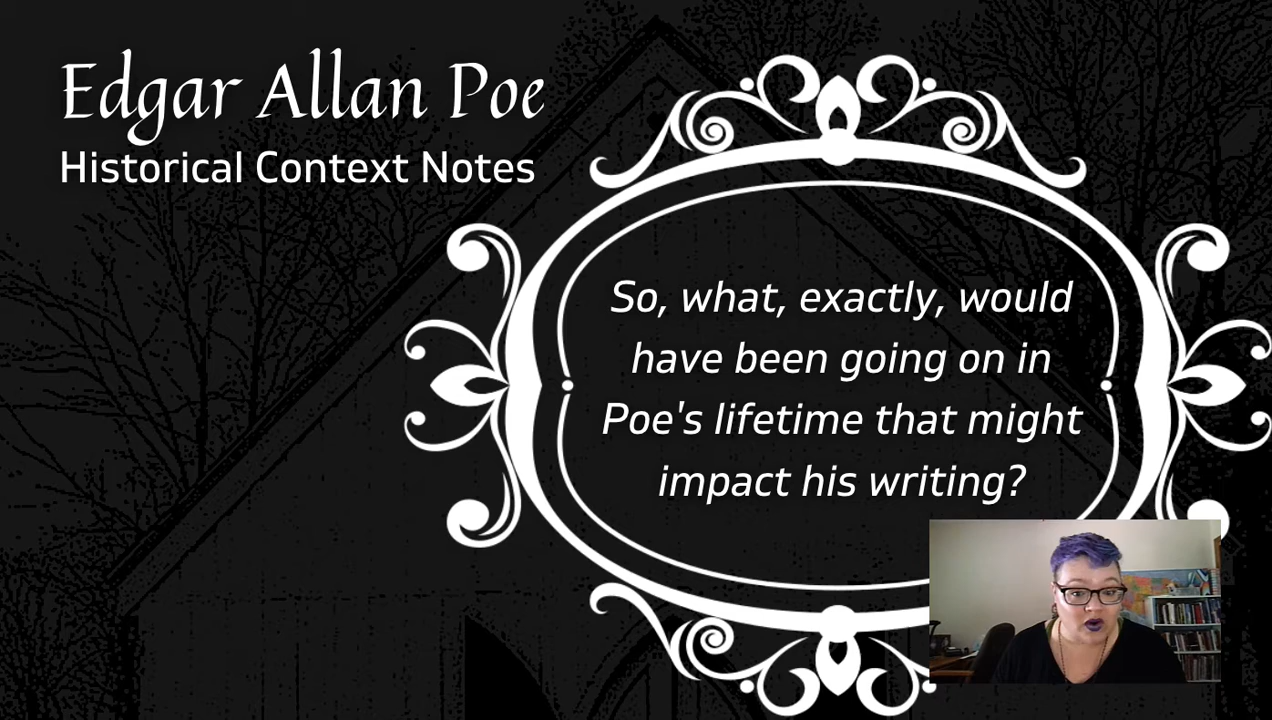 Edgar Allan Poe
Historical Context Notes
So, what, exactly, would
have been going on in
Poe's lifetime that might
impact his writing?